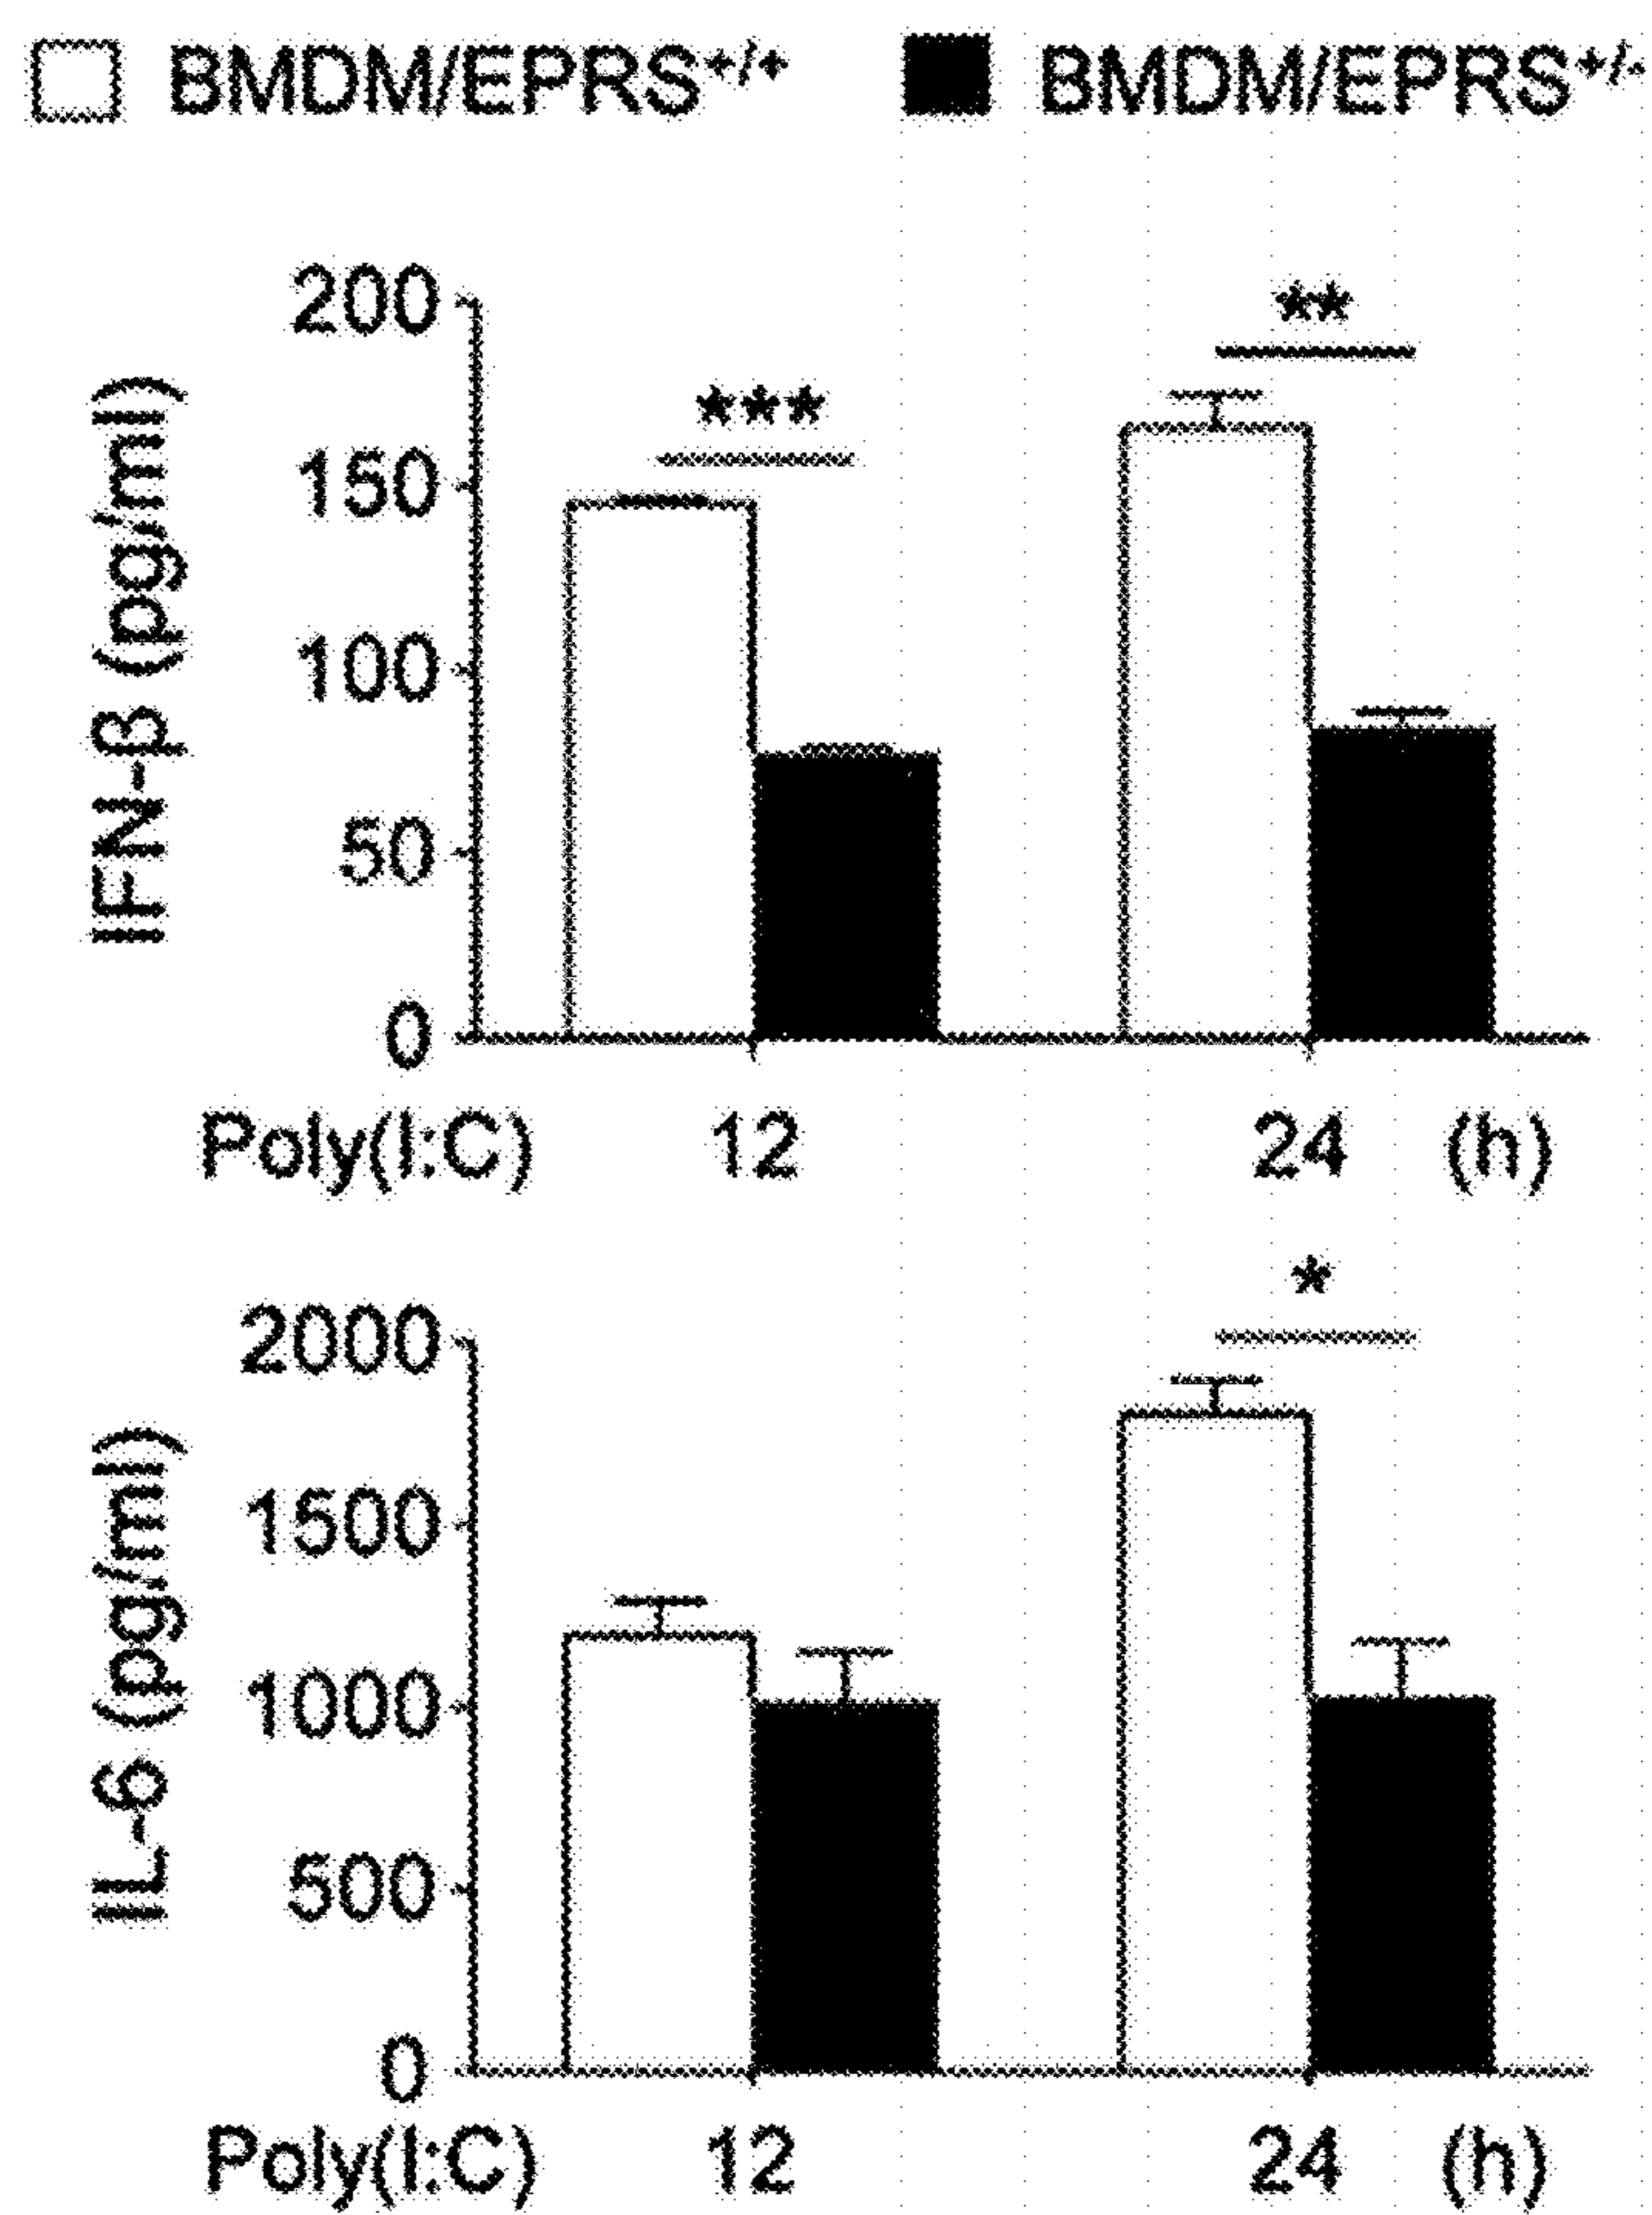 BMDM/EPRS+/+ BMDM/EPRS+/-
IFN-β (pg/ml)
200
150
100
50
0
***
**
Poly(I:C) 12 24 (h)
IL-6 (pg/ml)
2000
1500
1000
500
0
*
Poly(I:C) 12 24 (h)